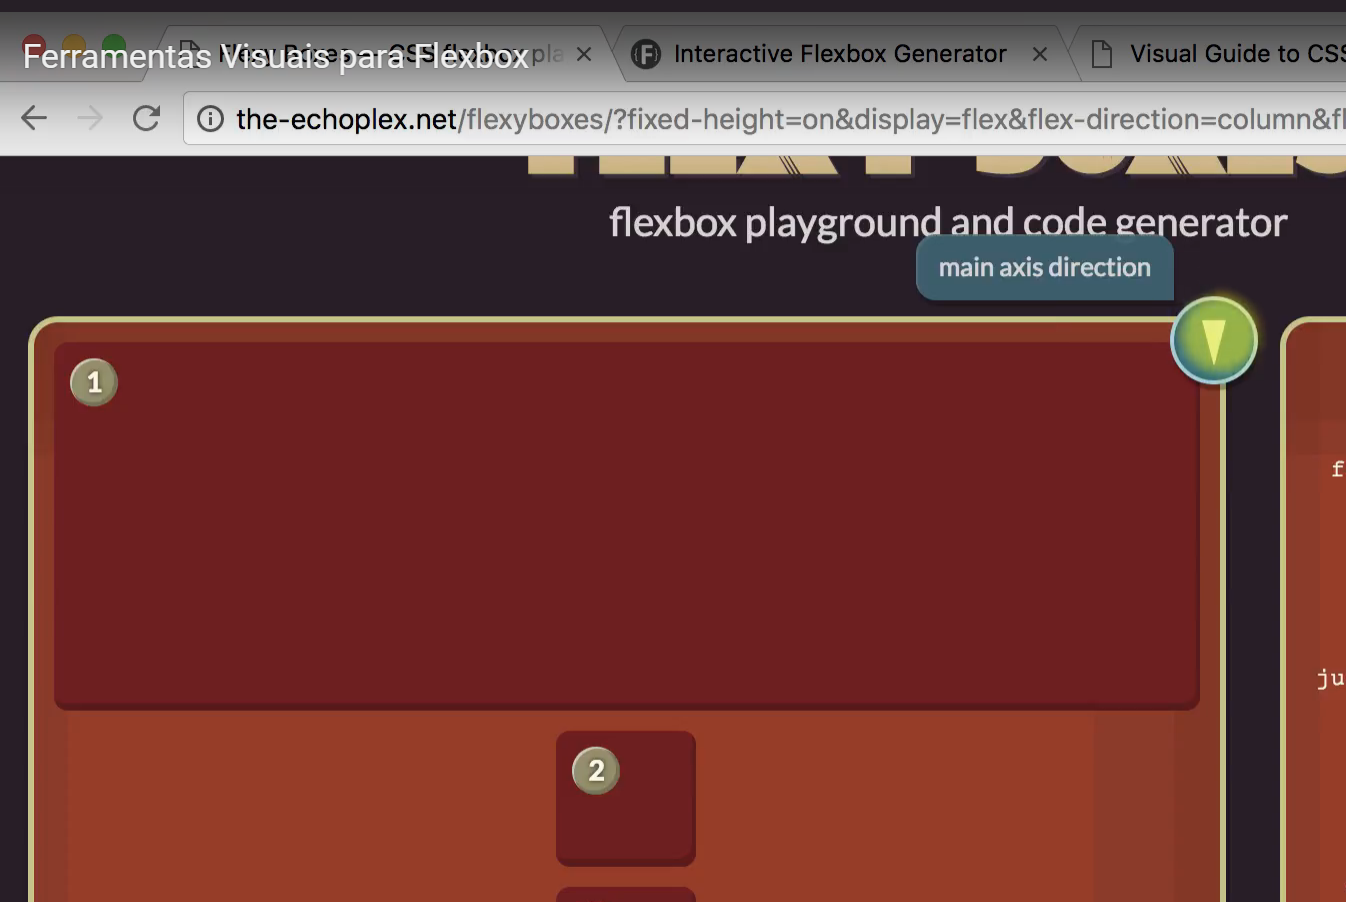 Ferramentas Visuais para Flexbox
Interactive Flexbox Generator
Visual Guide to CSS
the-echoplex.net/flexyboxes/?fixed-height=on&display=flex&flex-direction=column&fl
flexbox playground and code generator
main axis direction
1
2
f
ju